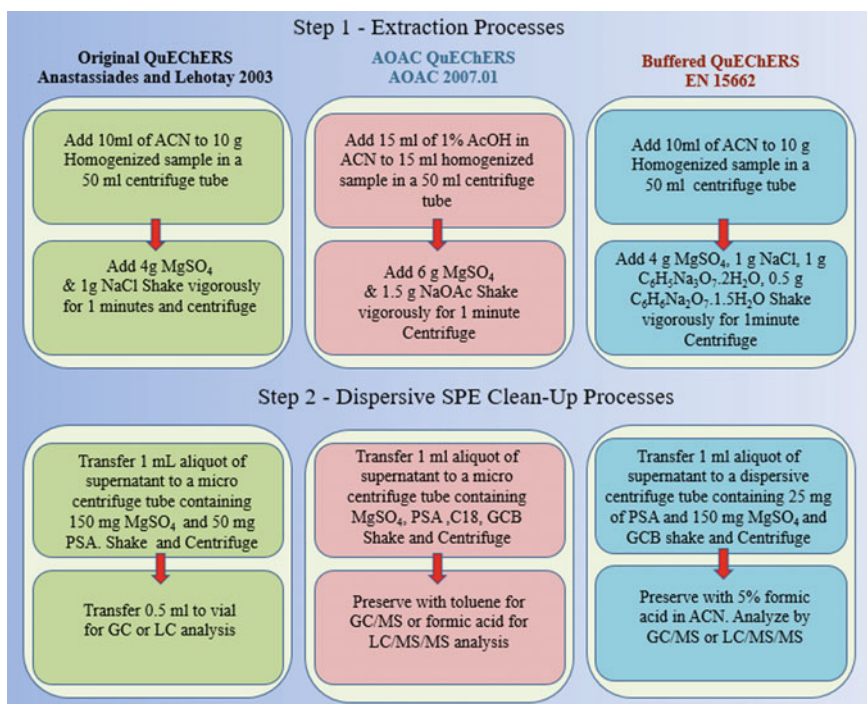 Step 1 - Extraction Processes
Original QuEChERS
Anastassiades and Lehotay 2003
AOAC QuEChERS
AOAC 2007.01
Buffered QuEChERS
EN 15662
Add 10ml of ACN to 10 g
Homogenized sample in a
50 ml centrifuge tube
Add 15 ml of 1% AcOH in
ACN to 15 ml homogenized
sample in a 50 ml centrifuge
tube
Add 10ml of ACN to 10 g
Homogenized sample in a
50 ml centrifuge tube
Add 4g MgSO₄
& 1g NaCl Shake vigorously
for 1 minutes and centrifuge
Add 6 g MgSO₄
& 1.5 g NaOAc Shake
vigorously for 1 minute
Centrifuge
Add 4 g MgSO₄, 1 g NaCl, 1 g
C₆H₅Na₃O₇.2H₂O, 0.5 g
C₆H₆Na₂O₇.1.5H₂O Shake
vigorously for 1minute
Centrifuge
Step 2 - Dispersive SPE Clean-Up Processes
Transfer 1 mL aliquot of
supernatant to a micro
centrifuge tube containing
150 mg MgSO₄ and 50 mg
PSA. Shake and Centrifuge
Transfer 1 ml aliquot of
supernatant to a micro
centrifuge tube containing
MgSO₄, PSA ,C18, GCB
Shake and Centrifuge
Transfer 1 ml aliquot of
supernatant to a dispersive
centrifuge tube containing 25 mg
of PSA and 150 mg MgSO₄ and
GCB shake and Centrifuge
Transfer 0.5 ml to vial
for GC or LC analysis
Preserve with toluene for
GC/MS or formic acid for
LC/MS/MS analysis
Preserve with 5% formic
acid in ACN. Analyze by
GC/MS or LC/MS/MS